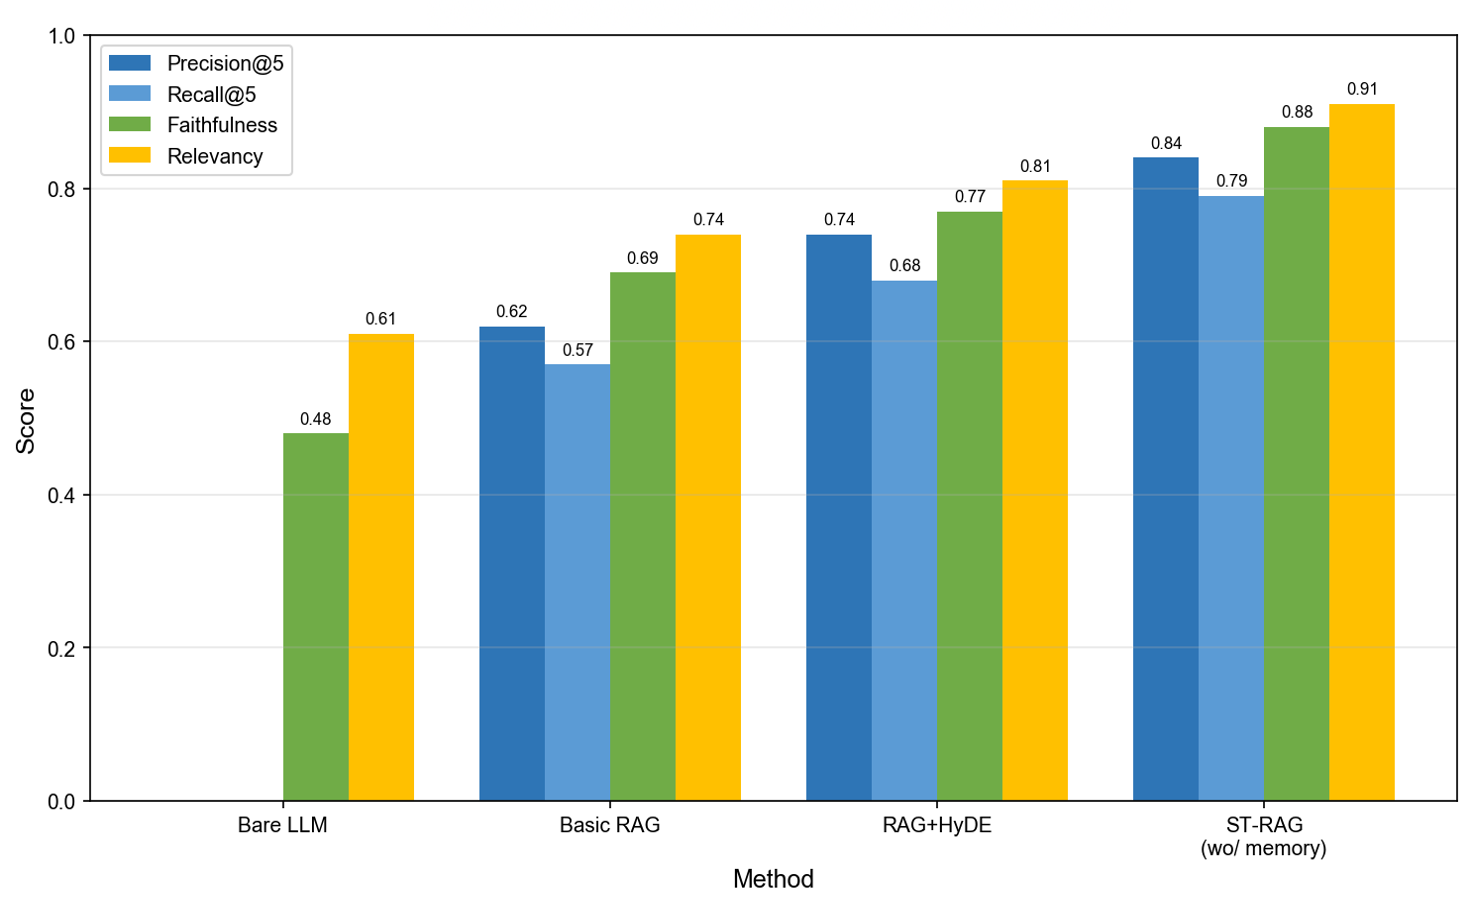 1.0
0.8
0.6
0.4
0.2
0.0
Score
Precision@5
Recall@5
Faithfulness
Relevancy
0.48
0.61
0.62
0.57
0.69
0.74
0.74
0.68
0.77
0.81
0.84
0.79
0.88
0.91
Bare LLM
Basic RAG
RAG+HyDE
ST-RAG
(wo/ memory)
Method